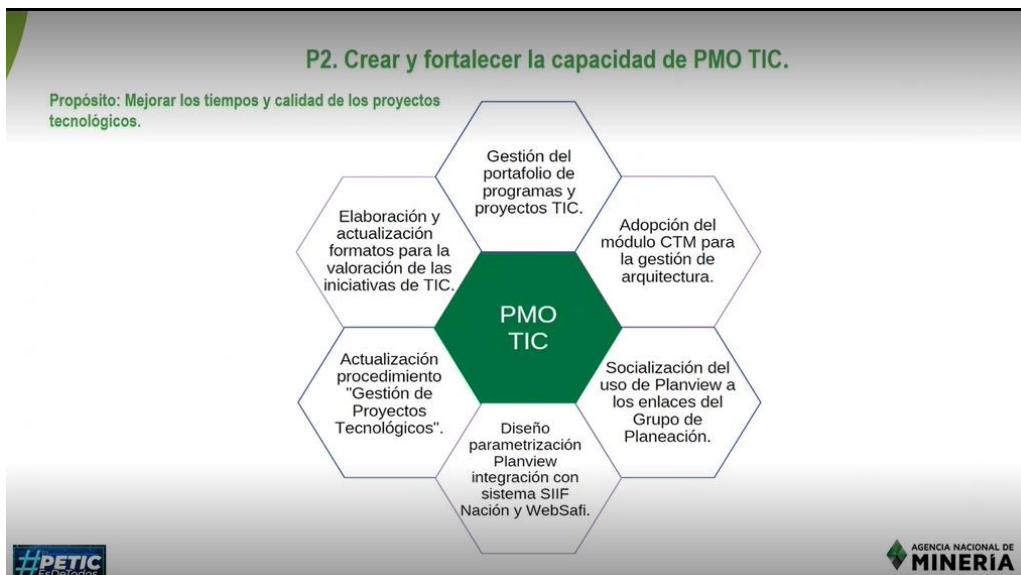 P2. Crear y fortalecer la capacidad de PMO TIC.
Propósito: Mejorar los tiempos y calidad de los proyectos
tecnológicos.
Gestión del
portafolio de
programas y
proyectos TIC.
Elaboración y
actualización
formatos para la
valoración de las
iniciativas de TIC.
Adopción del
módulo CTM para
la gestión de
arquitectura.
PMO
TIC
Actualización
procedimiento
"Gestión de
Proyectos
Tecnológicos".
Socialización del
uso de Planview a
los enlaces del
Grupo de
Planeación.
Diseño
parametrización
Planview
integración con
sistema SIIF
Nación y WebSafi.
#PETIC
EsDeTodos
AGENCIA NACIONAL DE
MINERÍA